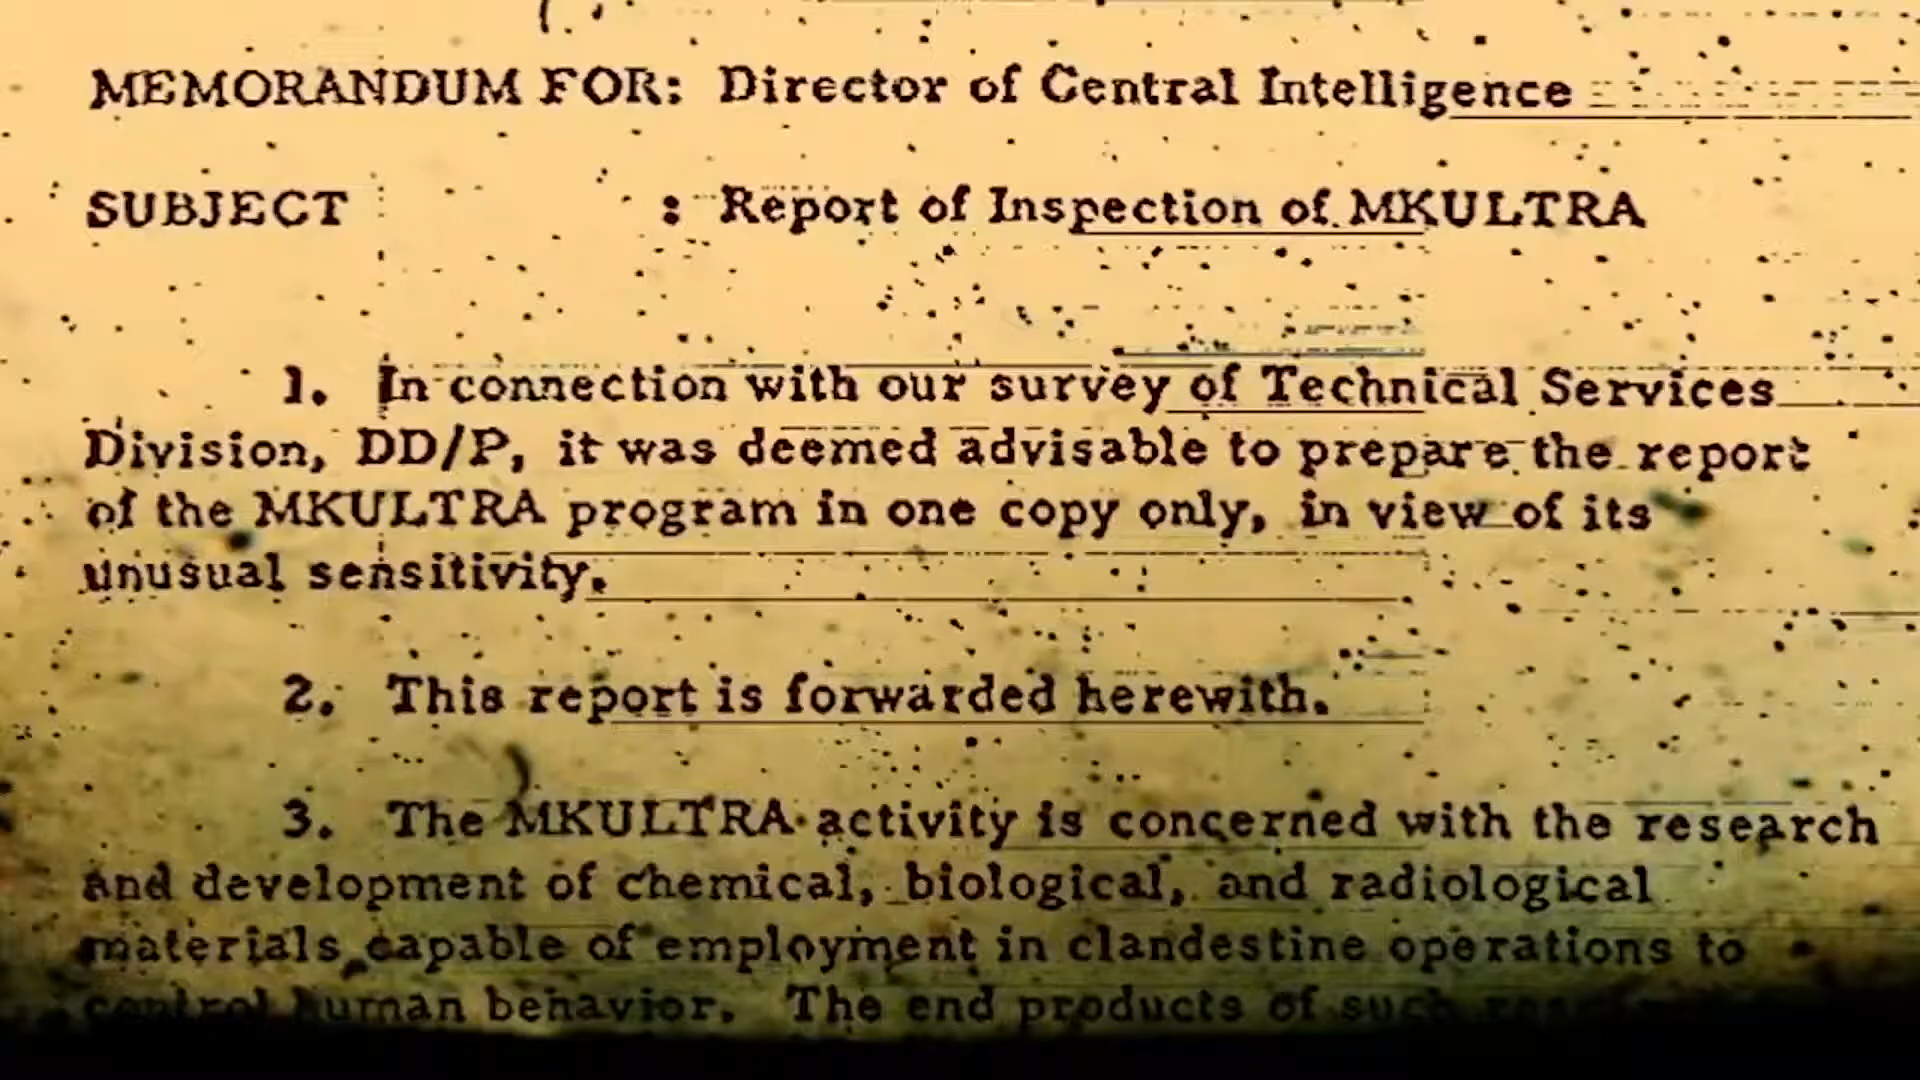 MEMORANDUM FOR: Director of Central Intelligence
SUBJECT : Report of Inspection of MKULTRA
1. In connection with our survey of Technical Services
Division, DD/P, it was deemed advisable to prepare the report
of the MKULTRA program in one copy only, in view of its
unusual sensitivity.
2. This report is forwarded herewith.
3. The MKULTRA activity is concerned with the research
and development of chemical, biological, and radiological
materials capable of employment in clandestine operations to
control human behavior. The end products of such